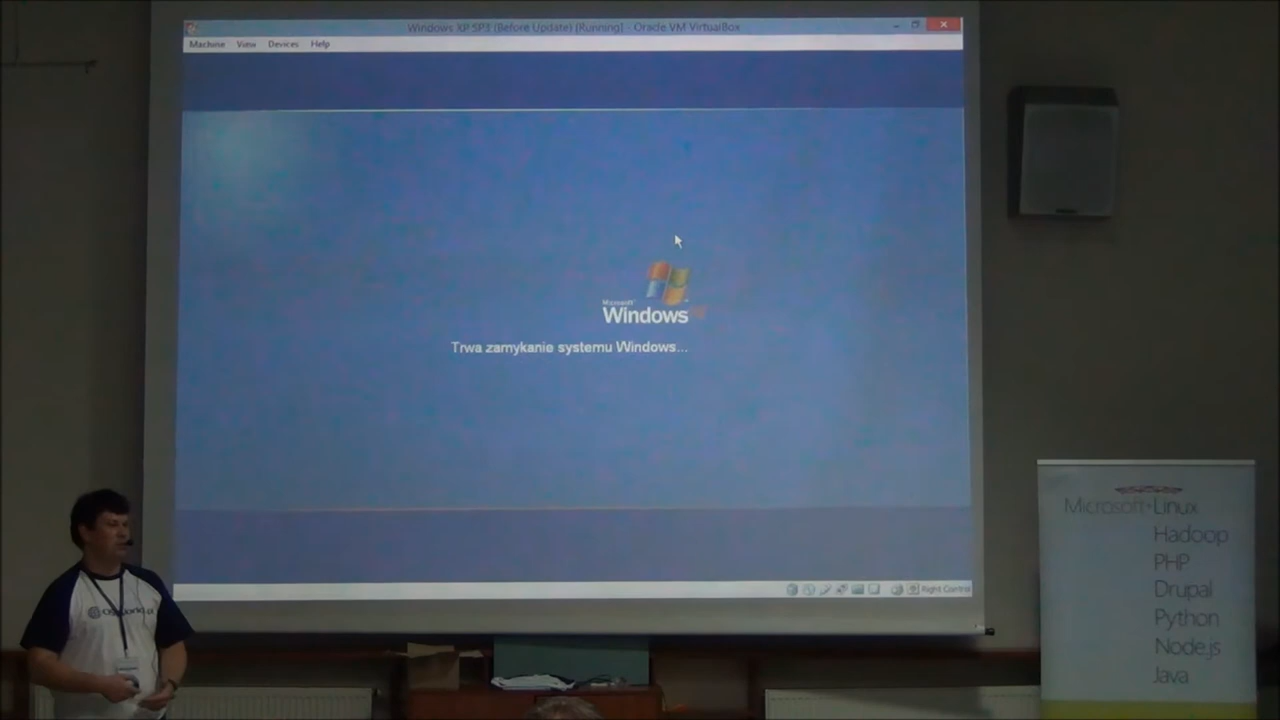 Windows XP SP3 (Before Update) [Running] - Oracle VM VirtualBox
Machine View Devices Help
Microsoft
Windows
Trwa zamykanie systemu Windows...
Right Control
Microsoft+Linux
Hadoop
PHP
Drupal
Python
Node.js
Java